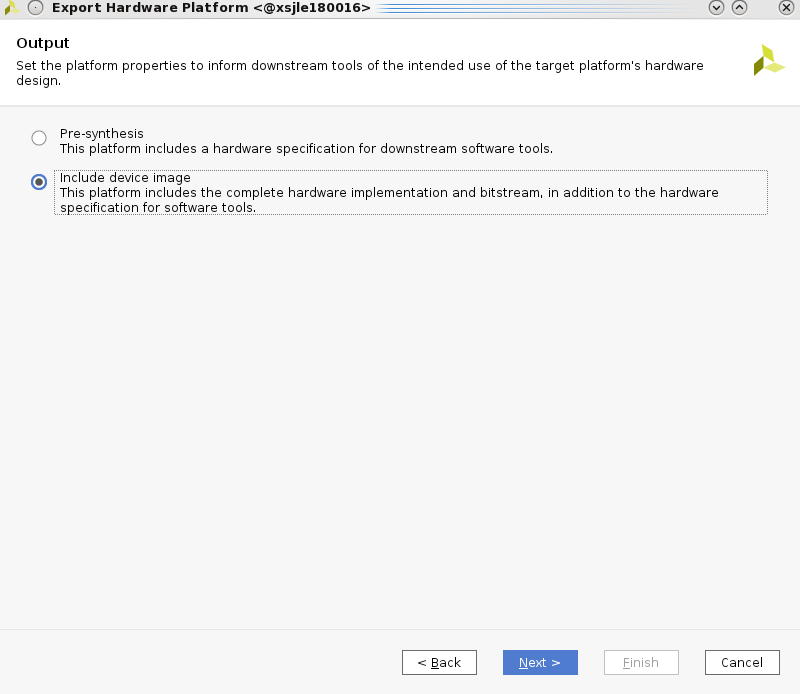 Export Hardware Platform <@xsjle180016>
Output
Set the platform properties to inform downstream tools of the intended use of the target platform's hardware
design.
Pre-synthesis
This platform includes a hardware specification for downstream software tools.
Include device image
This platform includes the complete hardware implementation and bitstream, in addition to the hardware
specification for software tools.
< Back
Next >
Finish
Cancel